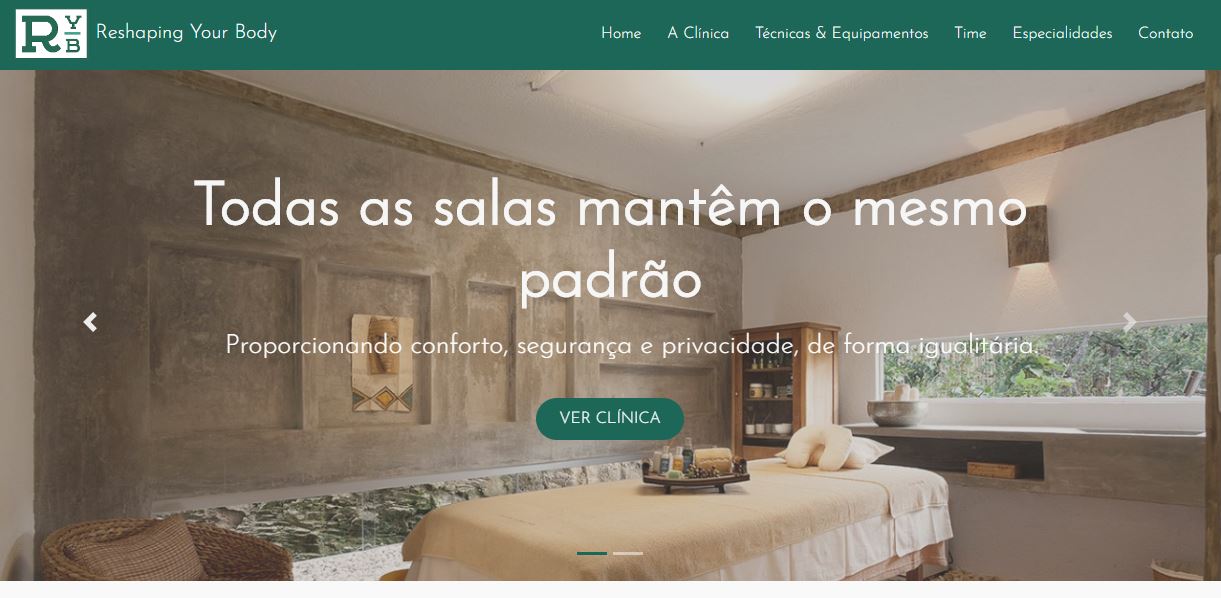 RYB Reshaping Your Body
Home A Clínica Técnicas & Equipamentos Time Especialidades Contato
Todas as salas mantêm o mesmo
padrão
Proporcionando conforto, segurança e privacidade, de forma igualitária.
VER CLÍNICA